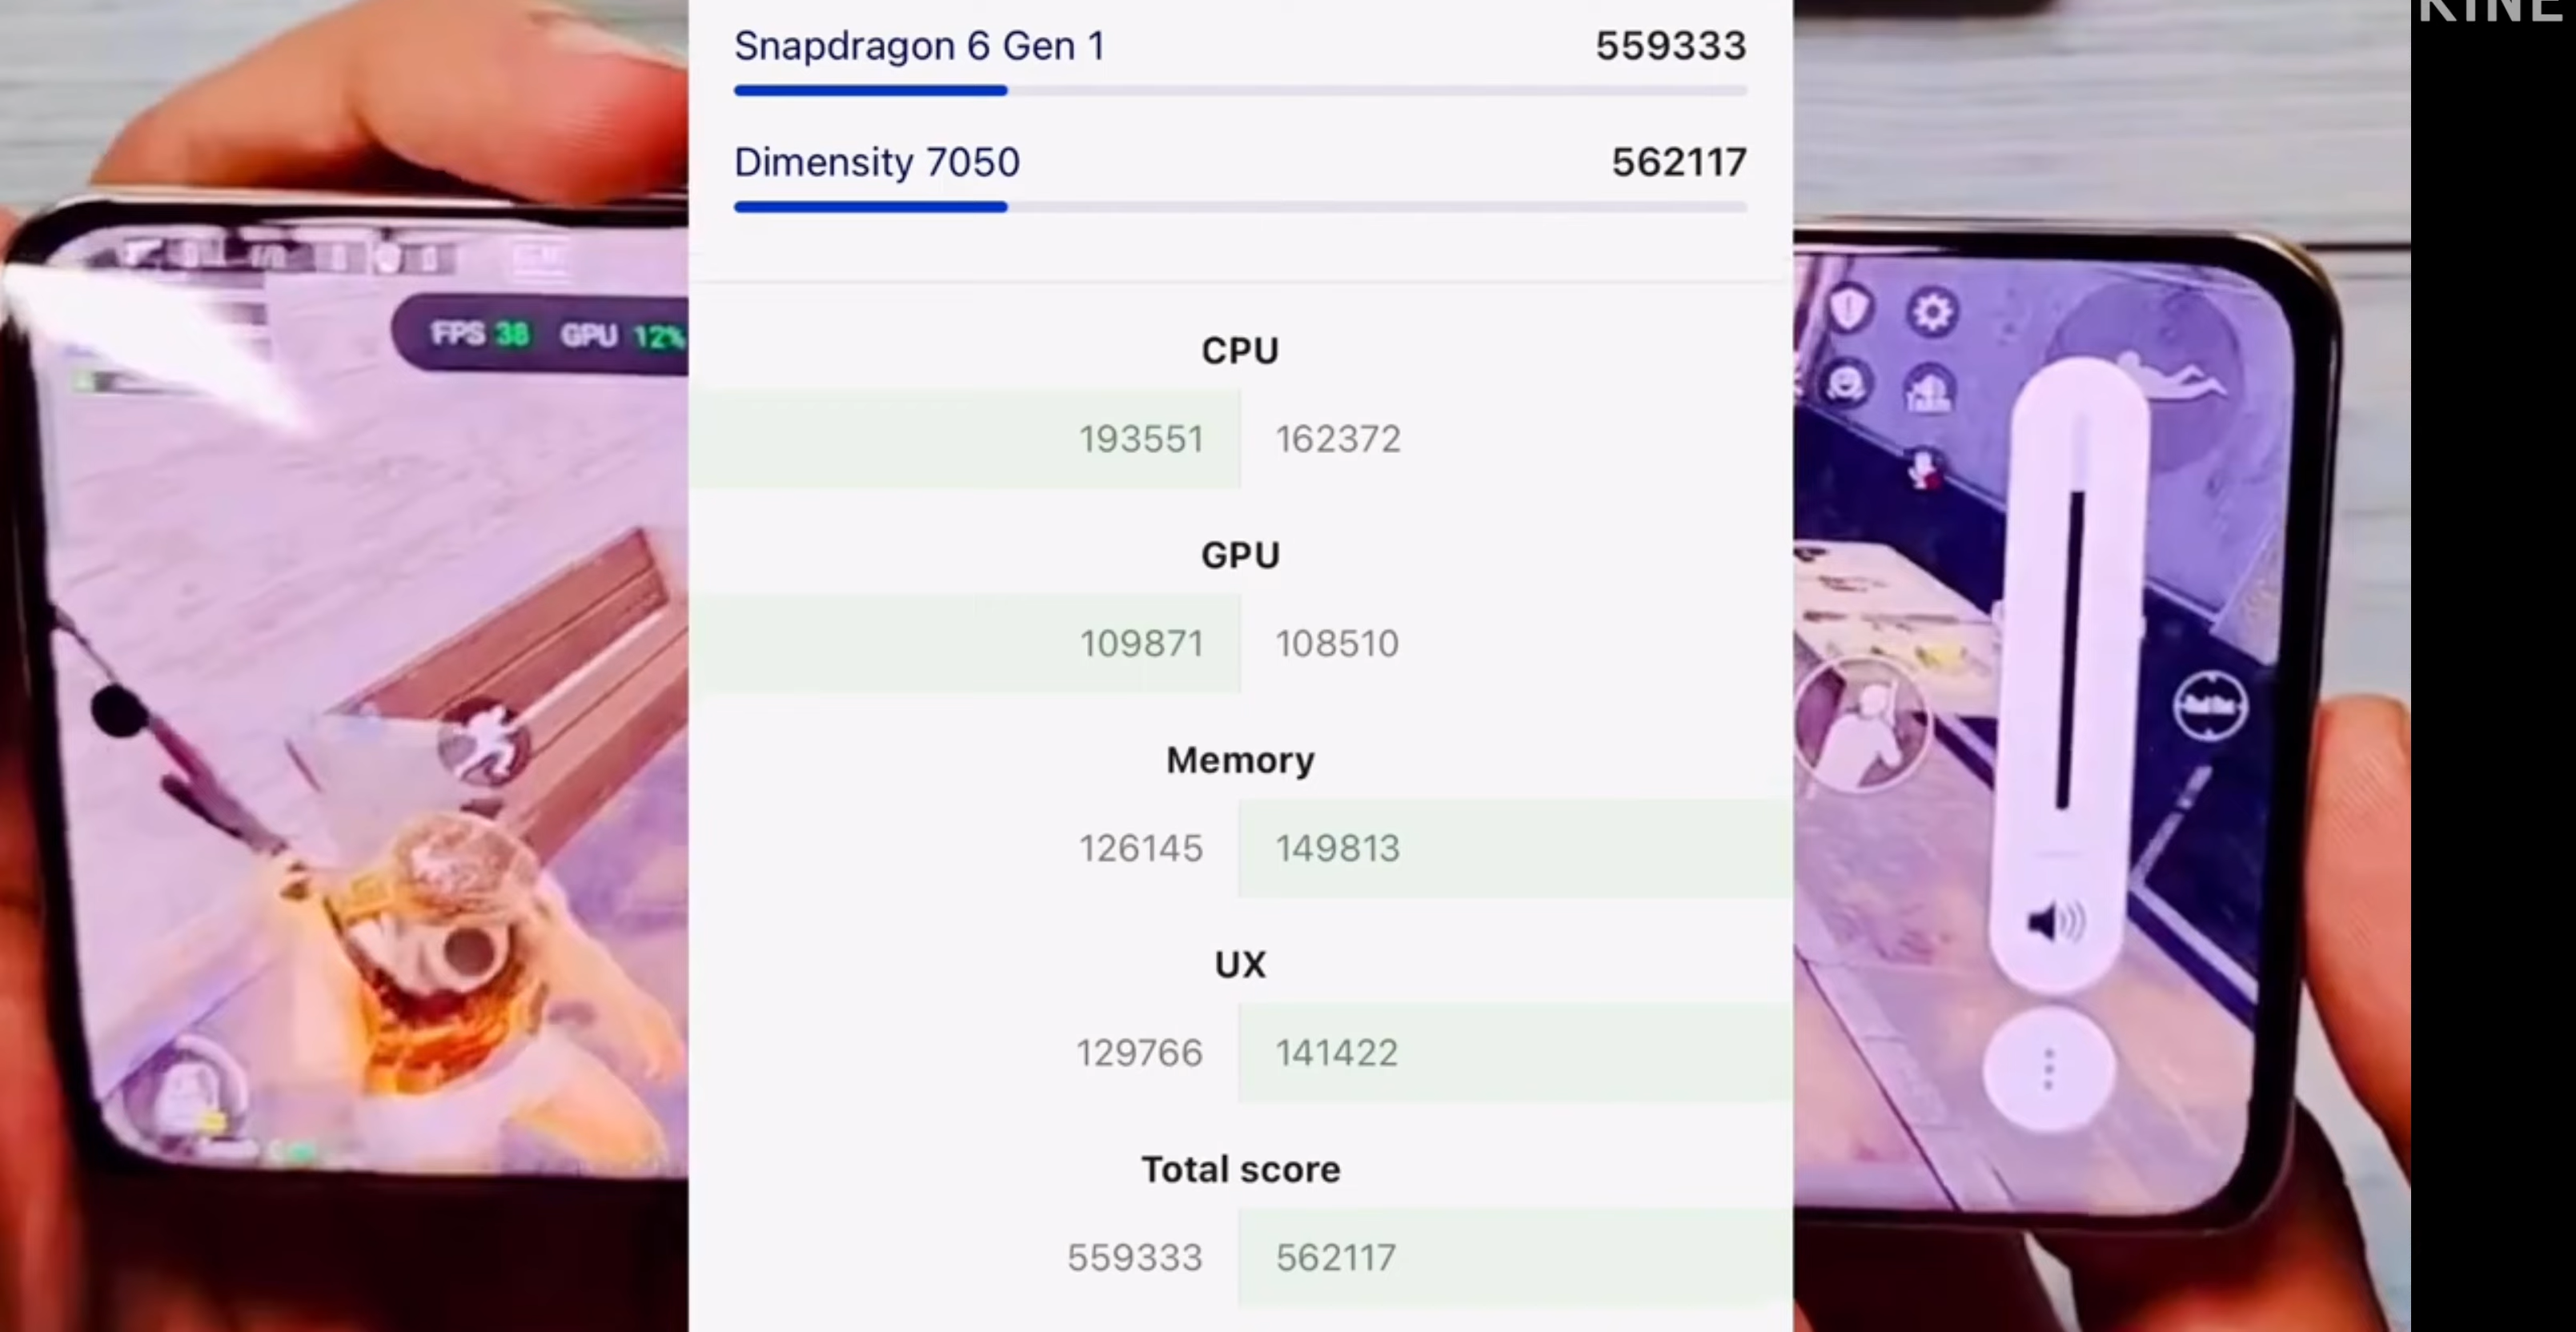 Snapdragon 6 Gen 1 559333
Dimensity 7050 562117
FPS 38 GPU 12%
CPU
193551 162372
GPU
109871 108510
Memory
126145 149813
UX
129766 141422
Total score
559333 562117